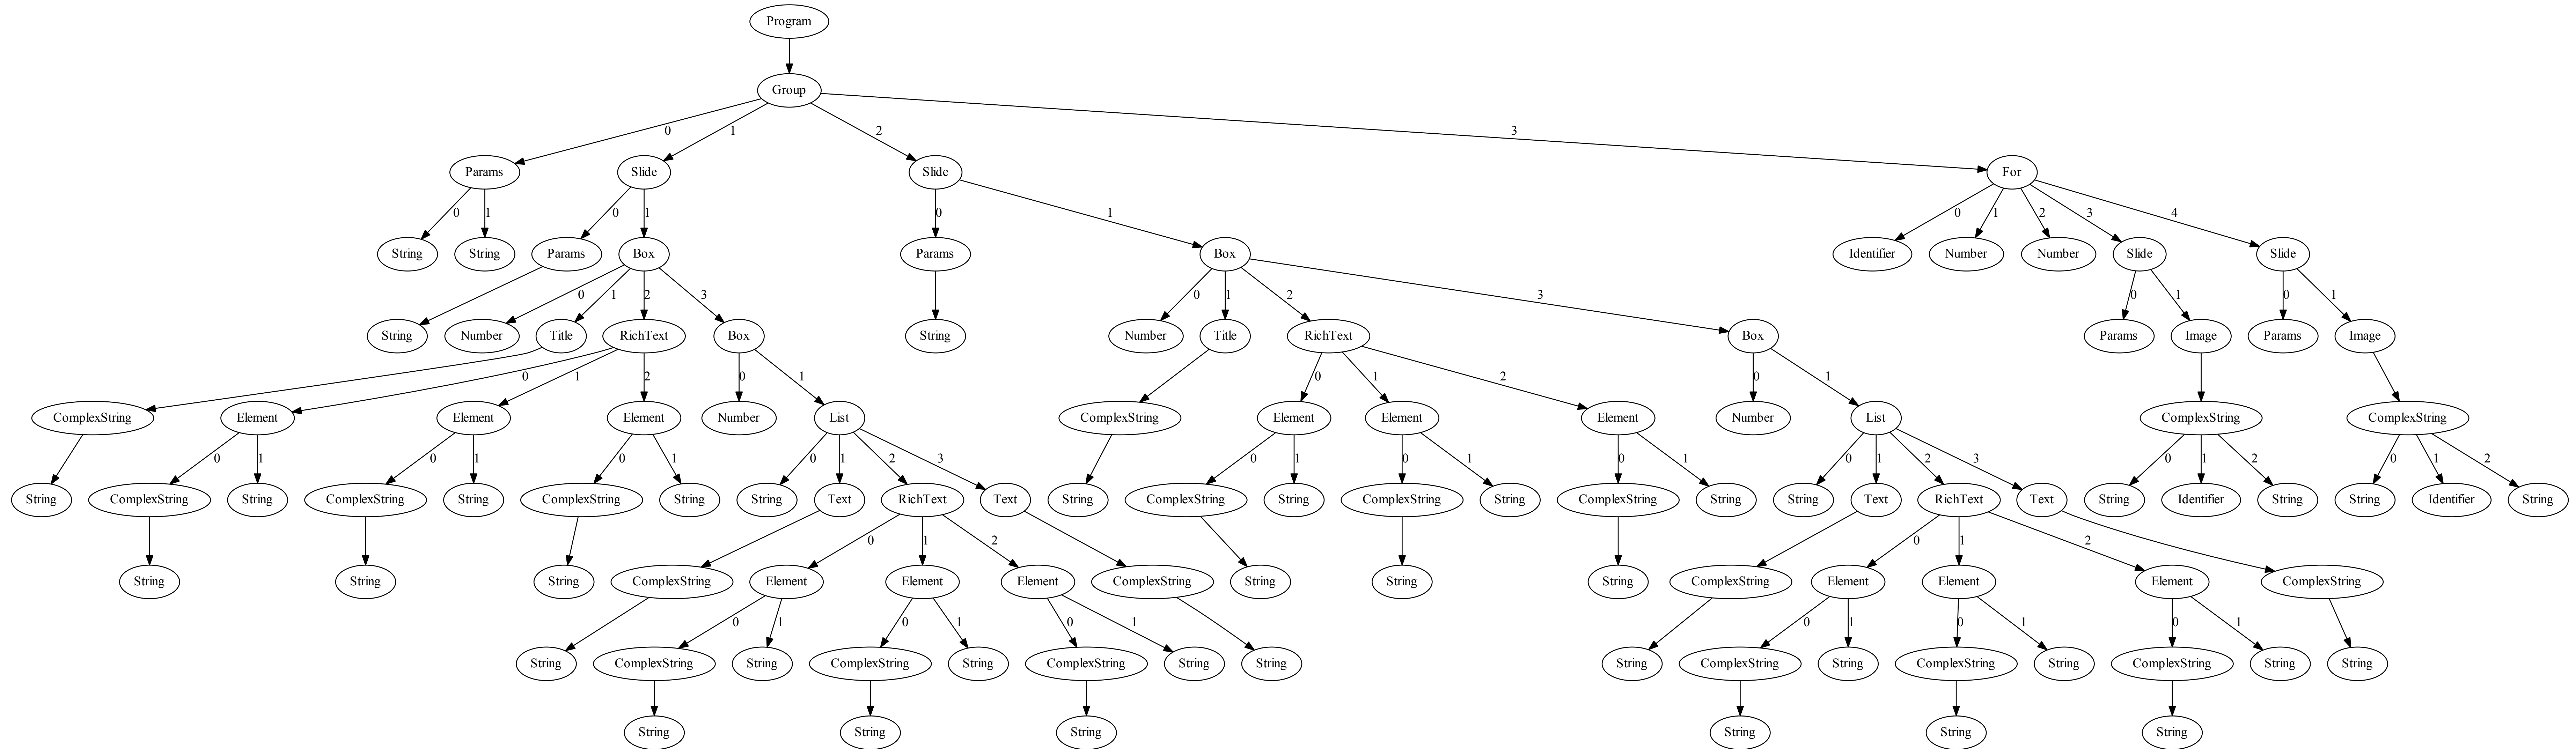 Program
Group
0 1 2 3
Params Slide Slide For
0 1 0 1 0 1 0 1 2 3 4
String String Params Box Params Box Identifier Number Number Slide Slide
0 1 2 3 0 1 2 3 0 1 0 1
String Number Title RichText Box String Number Title RichText Box Params Image Params Image
0 1 2 0 1 0 1 2 0 1
ComplexString Element Element Element Number List ComplexString Element Element Element Number List ComplexString ComplexString
0 1 0 1 0 1 0 1 2 3 0 1 0 1 0 1 0 1 2 3 0 1 2 0 1 2
String ComplexString String ComplexString String ComplexString String String Text RichText Text String ComplexString String ComplexString String ComplexString String String Text RichText Text String Identifier String String Identifier String
0 1 2 0 1 2
String String String ComplexString Element Element Element ComplexString String String String ComplexString Element Element Element ComplexString
0 1 0 1 0 1 0 1 0 1 0 1
String ComplexString String ComplexString String ComplexString String String String ComplexString String ComplexString String ComplexString String String
String String String String String String